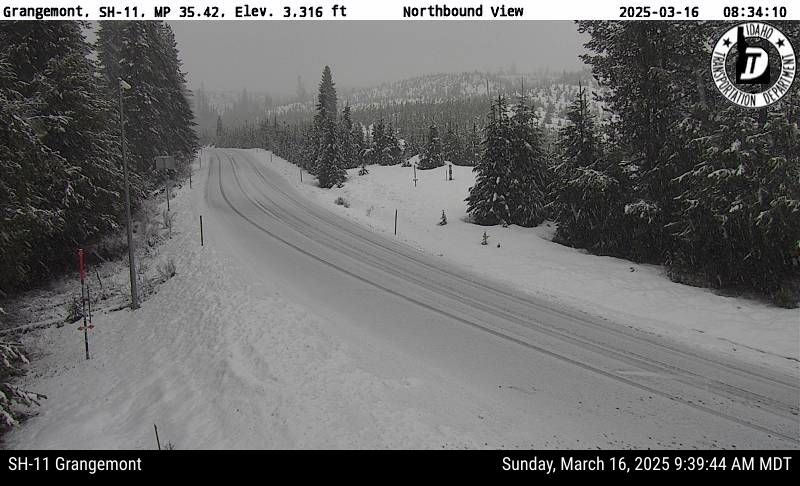 Grangemont, SH-11, MP 35.42, Elev. 3,316 ft Northbound View 2025-03-16 08:34:10
IDAHO
TRANSPORTATION DEPARTMENT
SH-11 Grangemont Sunday, March 16, 2025 9:39:44 AM MDT